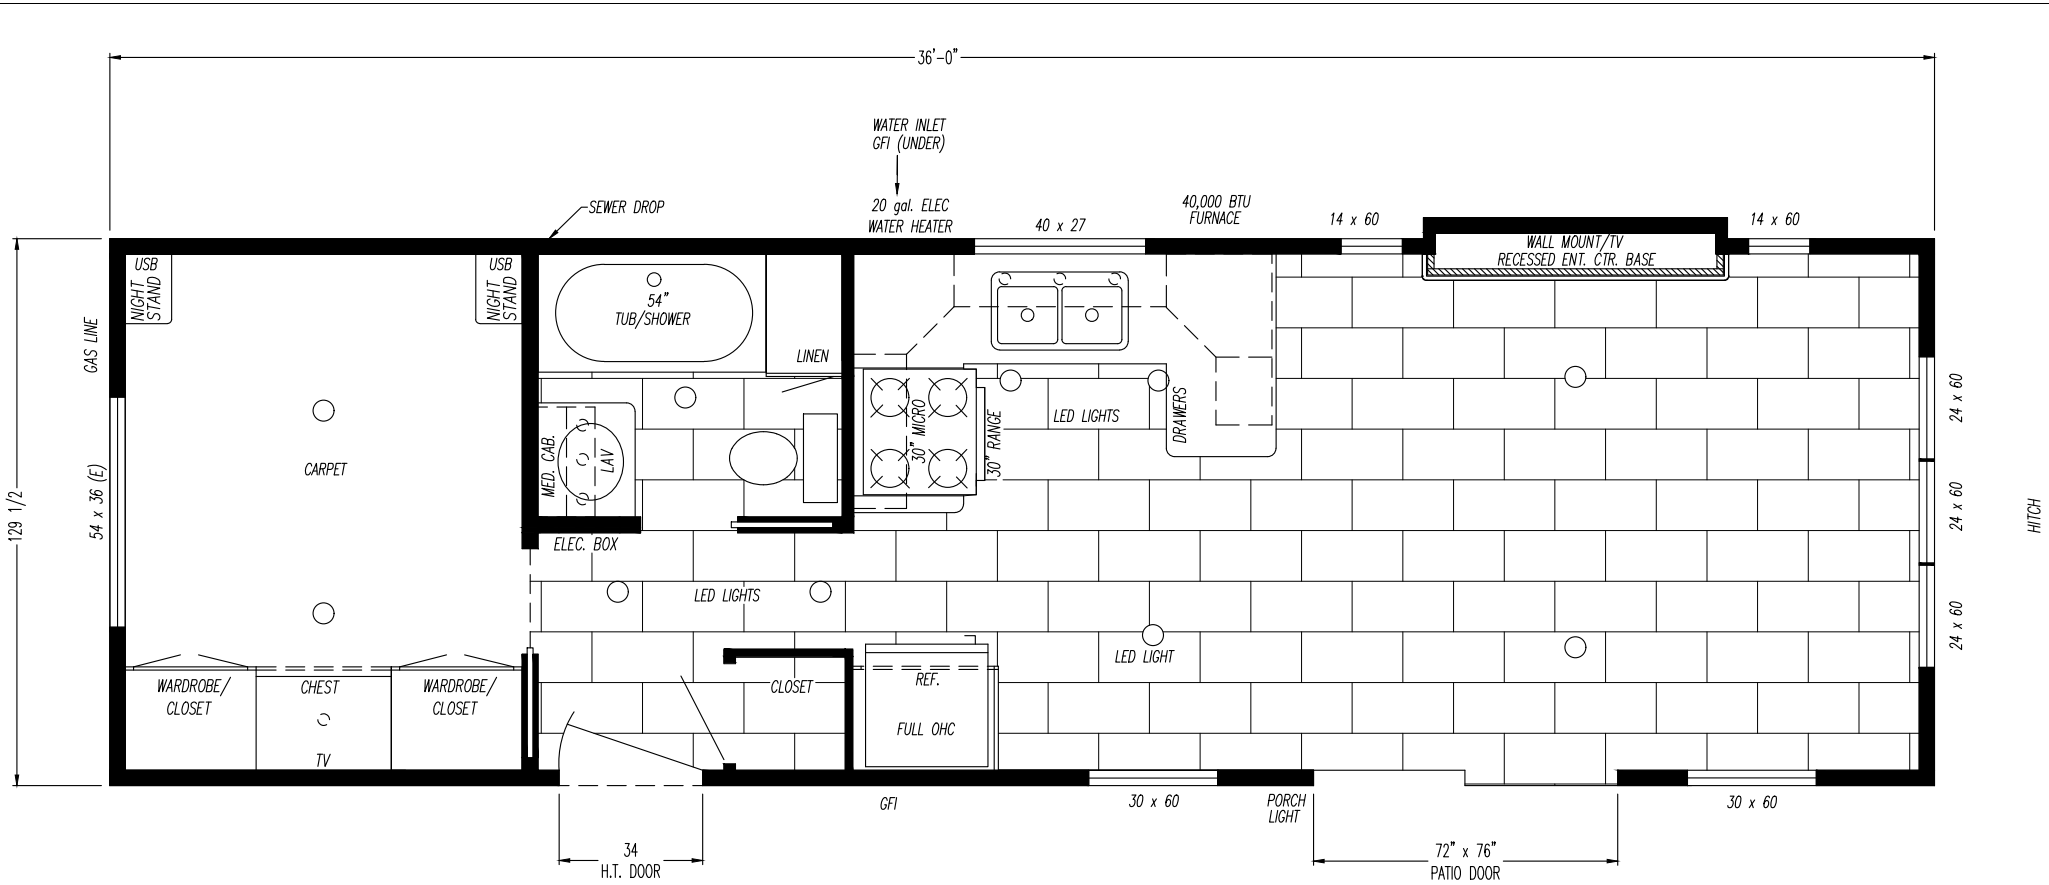 36'-0"
WATER INLET
GFI (UNDER)
20 gal. ELEC
WATER HEATER
SEWER DROP
40 x 27
40,000 BTU
FURNACE
14 x 60
14 x 60
WALL MOUNT/TV
RECESSED ENT. CTR. BASE
USB
NIGHT
STAND
USB
NIGHT
STAND
54"
TUB/SHOWER
LINEN
GAS LINE
54 x 36 (E)
129 1/2
CARPET
MED. CAB.
LAV
30" MICRO
30" RANGE
LED LIGHTS
DRAWERS
24 x 60
24 x 60
24 x 60
HITCH
ELEC. BOX
LED LIGHTS
LED LIGHT
WARDROBE/
CLOSET
CHEST
TV
WARDROBE/
CLOSET
CLOSET
REF.
FULL OHC
GFI
30 x 60
PORCH
LIGHT
30 x 60
34
H.T. DOOR
72" x 76"
PATIO DOOR